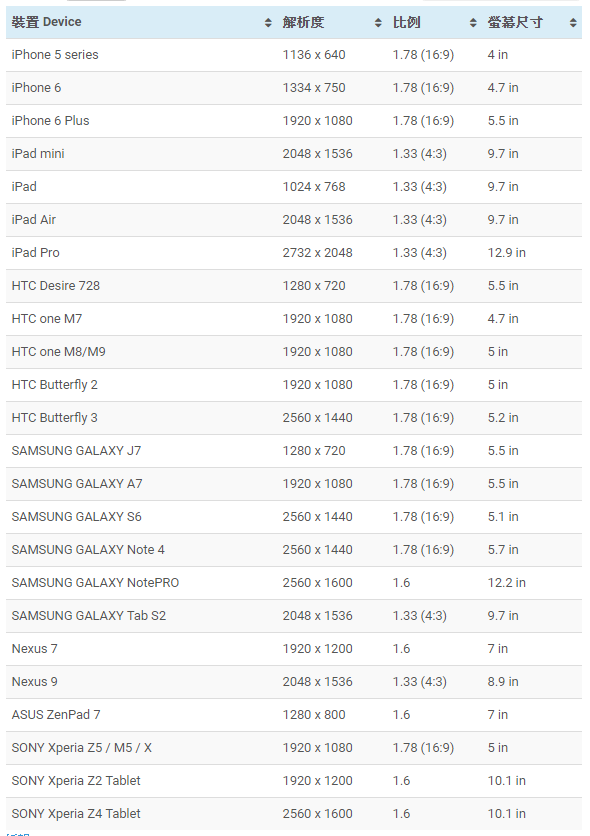 裝置 Device 解析度 比例 螢幕尺寸
iPhone 5 series 1136 x 640 1.78 (16:9) 4 in
iPhone 6 1334 x 750 1.78 (16:9) 4.7 in
iPhone 6 Plus 1920 x 1080 1.78 (16:9) 5.5 in
iPad mini 2048 x 1536 1.33 (4:3) 9.7 in
iPad 1024 x 768 1.33 (4:3) 9.7 in
iPad Air 2048 x 1536 1.33 (4:3) 9.7 in
iPad Pro 2732 x 2048 1.33 (4:3) 12.9 in
HTC Desire 728 1280 x 720 1.78 (16:9) 5.5 in
HTC one M7 1920 x 1080 1.78 (16:9) 4.7 in
HTC one M8/M9 1920 x 1080 1.78 (16:9) 5 in
HTC Butterfly 2 1920 x 1080 1.78 (16:9) 5 in
HTC Butterfly 3 2560 x 1440 1.78 (16:9) 5.2 in
SAMSUNG GALAXY J7 1280 x 720 1.78 (16:9) 5.5 in
SAMSUNG GALAXY A7 1920 x 1080 1.78 (16:9) 5.5 in
SAMSUNG GALAXY S6 2560 x 1440 1.78 (16:9) 5.1 in
SAMSUNG GALAXY Note 4 2560 x 1440 1.78 (16:9) 5.7 in
SAMSUNG GALAXY NotePRO 2560 x 1600 1.6 12.2 in
SAMSUNG GALAXY Tab S2 2048 x 1536 1.33 (4:3) 9.7 in
Nexus 7 1920 x 1200 1.6 7 in
Nexus 9 2048 x 1536 1.33 (4:3) 8.9 in
ASUS ZenPad 7 1280 x 800 1.6 7 in
SONY Xperia Z5 / M5 / X 1920 x 1080 1.78 (16:9) 5 in
SONY Xperia Z2 Tablet 1920 x 1200 1.6 10.1 in
SONY Xperia Z4 Tablet 2560 x 1600 1.6 10.1 in